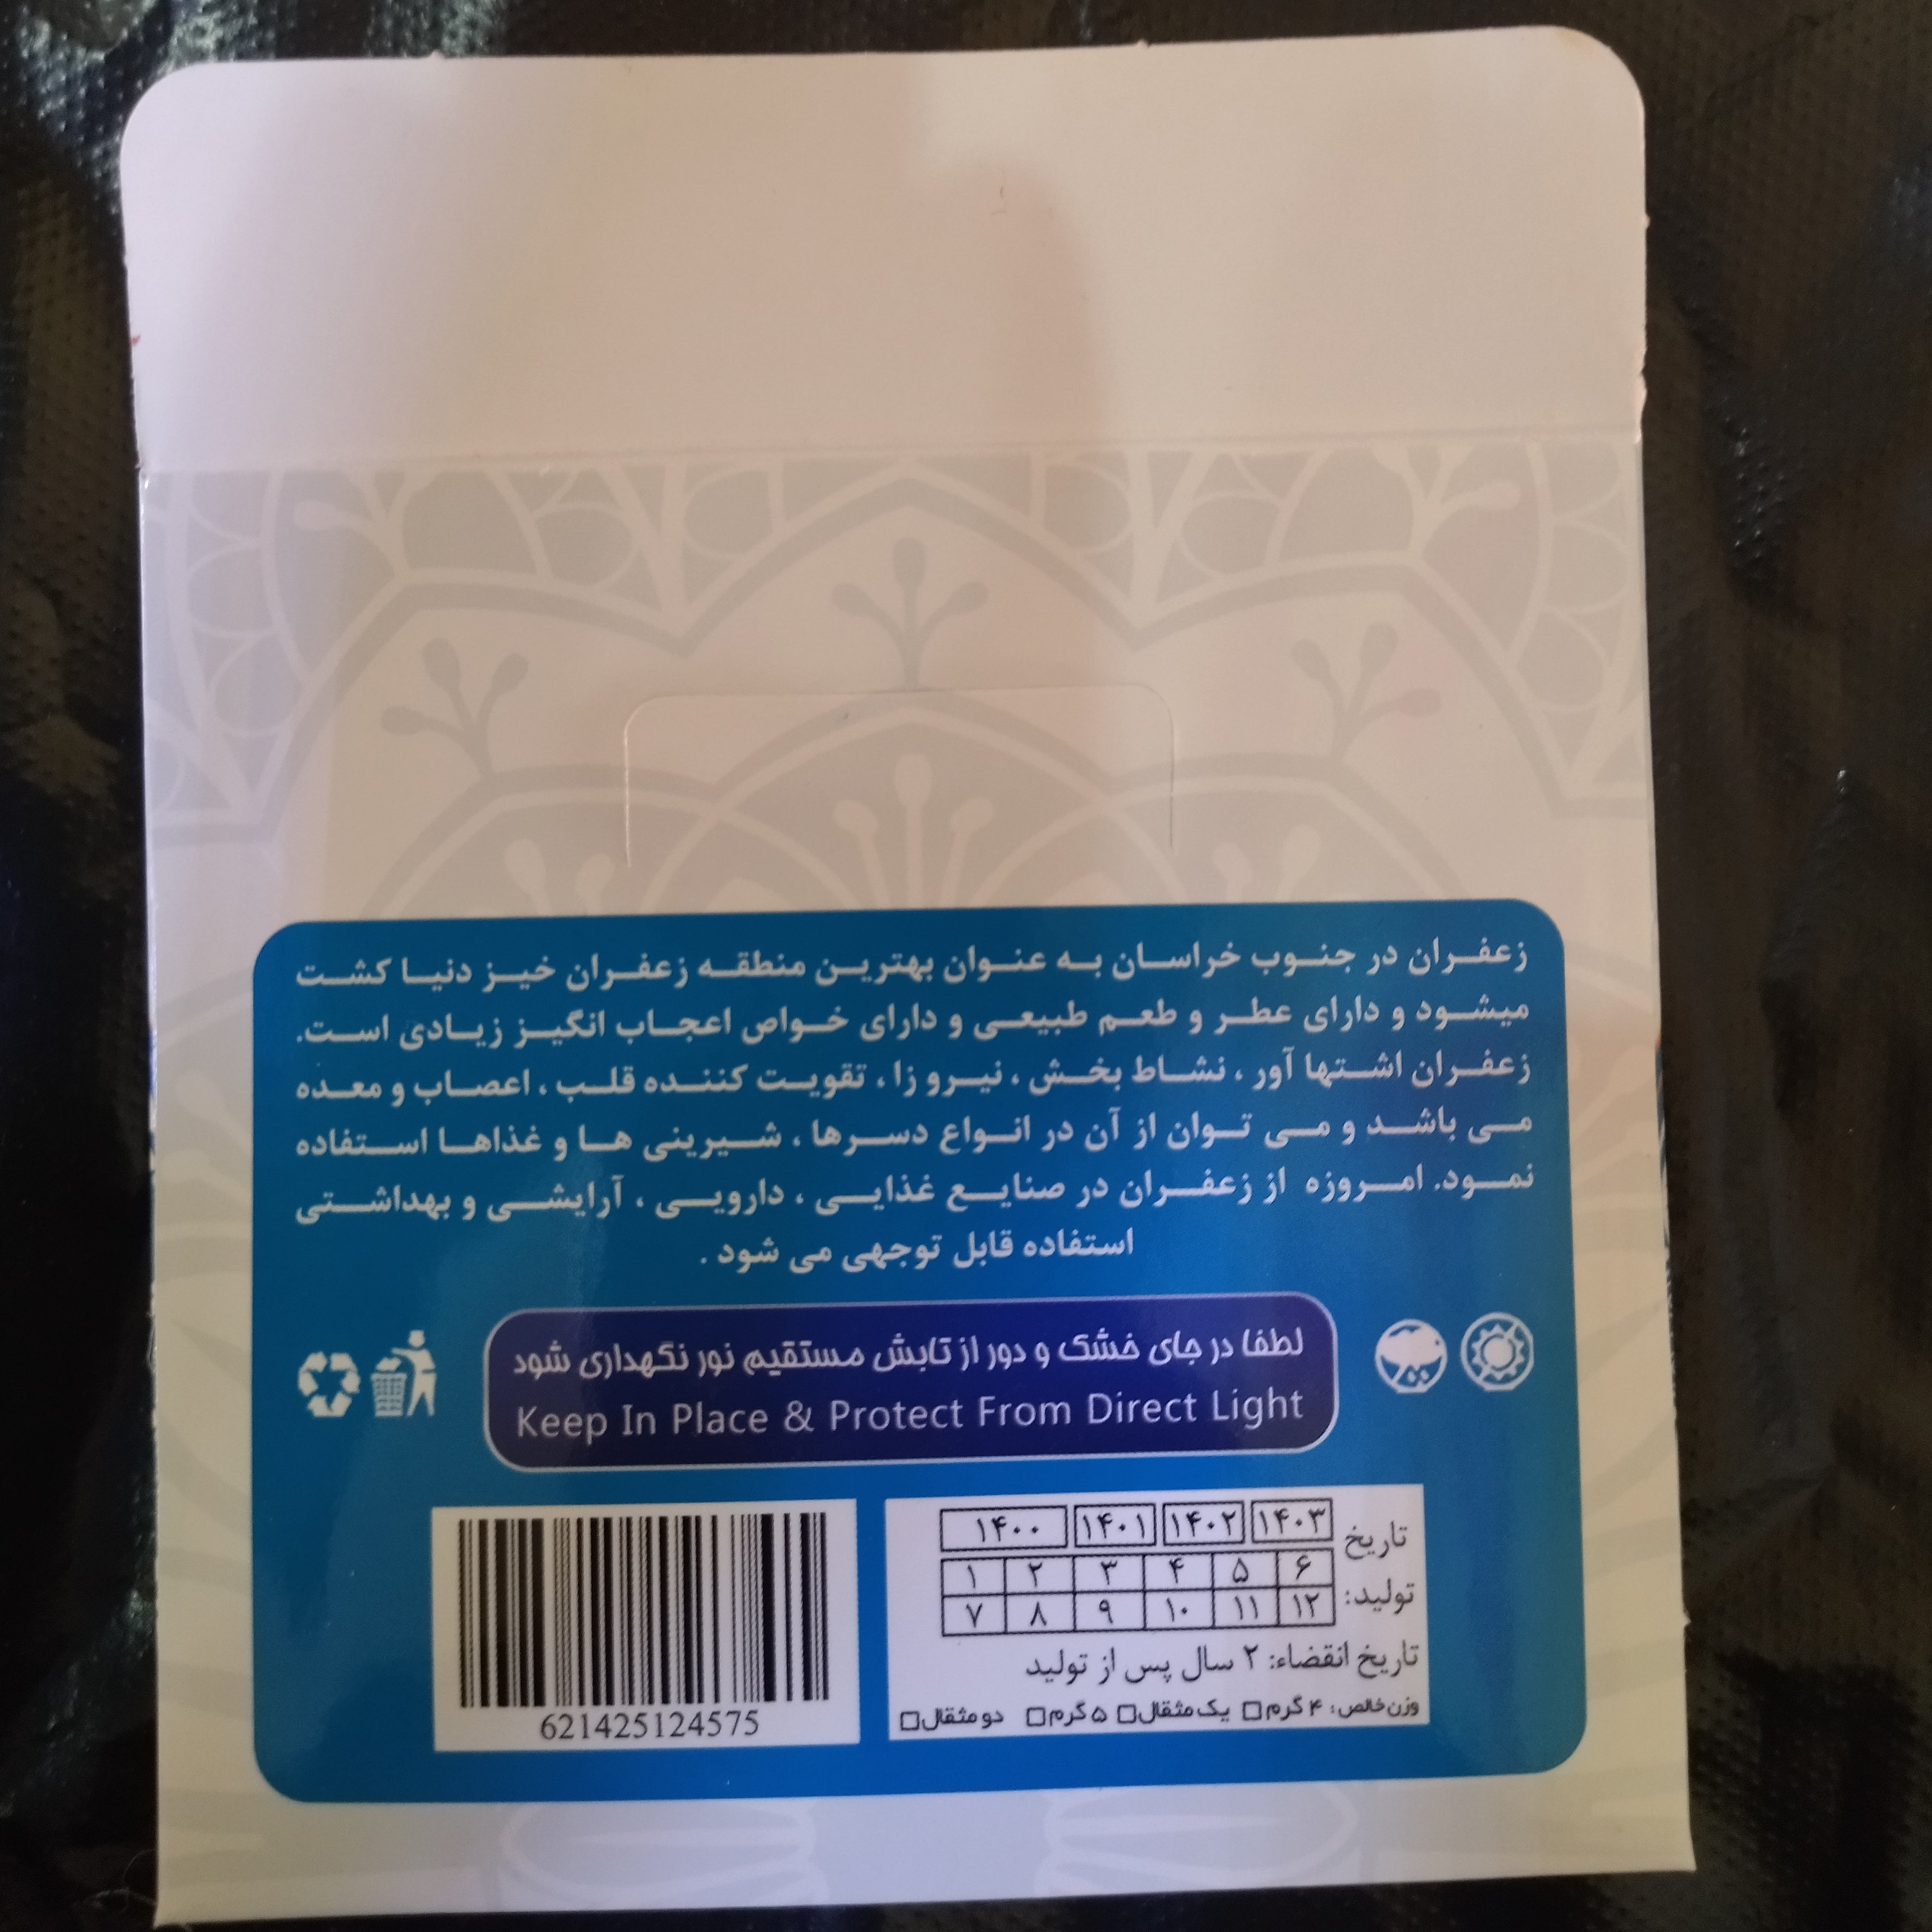 زعفران در جنوب خراسان به عنوان بهترین منطقه زعفران خیز دنیا کشت
میشود و دارای عطر و طعم طبیعی و دارای خواص اعجاب انگیز زیادی است.
زعفران اشتها آور ، نشاط بخش ، نیرو زا ، تقویت کننده قلب ، اعصاب و معده
می باشد و می توان از آن در انواع دسرها ، شیرینی ها و غذاها استفاده
نمود. امروزه از زعفران در صنایع غذایی ، دارویی ، آرایشی و بهداشتی
استفاده قابل توجهی می شود .
لطفا در جای خشک و دور از تابش مستقیم نور نگهداری شود
Keep In Place & Protect From Direct Light
تاریخ ۱۴۰۳ ۱۴۰۲ ۱۴۰۱ ۱۴۰۰
تولید: ۶ ۵ ۴ ۳ ۲ ۱
۱۲ ۱۱ ۱۰ ۹ ۸ ۷
تاریخ انقضاء: ۲ سال پس از تولید
وزن خالص: ۴ گرم یک مثقال ۵ گرم دو مثقال
621425124575